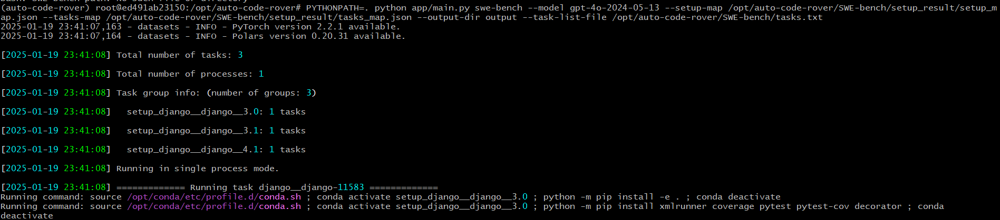 (auto-code-rover) root@ed491ab23150:/opt/auto-code-rover# PYTHONPATH=. python app/main.py swe-bench --model gpt-4o-2024-05-13 --setup-map /opt/auto-code-rover/SWE-bench/setup_result/setup_m
ap.json --tasks-map /opt/auto-code-rover/SWE-bench/setup_result/tasks_map.json --output-dir output --task-list-file /opt/auto-code-rover/SWE-bench/tasks.txt
2025-01-19 23:41:07,163 - datasets - INFO - PyTorch version 2.2.1 available.
2025-01-19 23:41:07,164 - datasets - INFO - Polars version 0.20.31 available.
[2025-01-19 23:41:08] Total number of tasks: 3
[2025-01-19 23:41:08] Total number of processes: 1
[2025-01-19 23:41:08] Task group info: (number of groups: 3)
[2025-01-19 23:41:08]   setup_django__django__3.0: 1 tasks
[2025-01-19 23:41:08]   setup_django__django__3.1: 1 tasks
[2025-01-19 23:41:08]   setup_django__django__4.1: 1 tasks
[2025-01-19 23:41:08] Running in single process mode.
[2025-01-19 23:41:08] ============= Running task django__django-11583 =============
Running command: source /opt/conda/etc/profile.d/conda.sh ; conda activate setup_django__django__3.0 ; python -m pip install -e . ; conda deactivate
Running command: source /opt/conda/etc/profile.d/conda.sh ; conda activate setup_django__django__3.0 ; python -m pip install xmlrunner coverage pytest pytest-cov decorator ; conda
deactivate